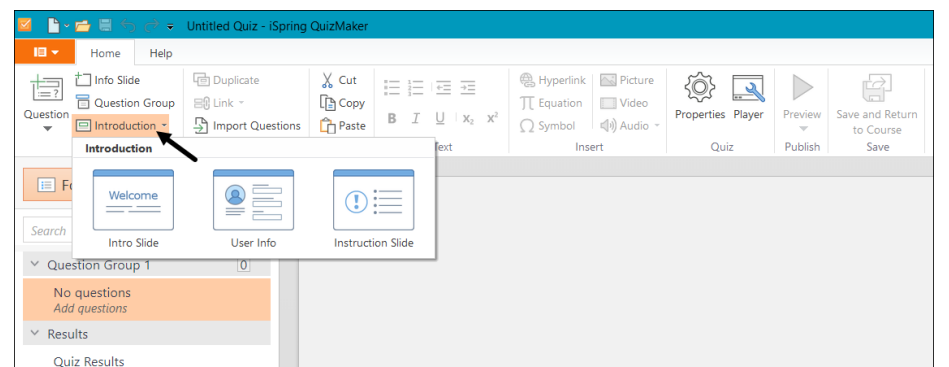 Untitled Quiz - iSpring QuizMaker
Home Help
Info Slide Duplicate Cut Hyperlink Picture
Question Group Link Copy Equation Video
Question Introduction Import Questions Paste B I U X₂ X² Symbol Audio Properties Player Preview Save and Return to Course
Introduction Text Insert Quiz Publish Save
Welcome
Intro Slide User Info Instruction Slide
Search
Question Group 1 0
No questions
Add questions
Results
Quiz Results